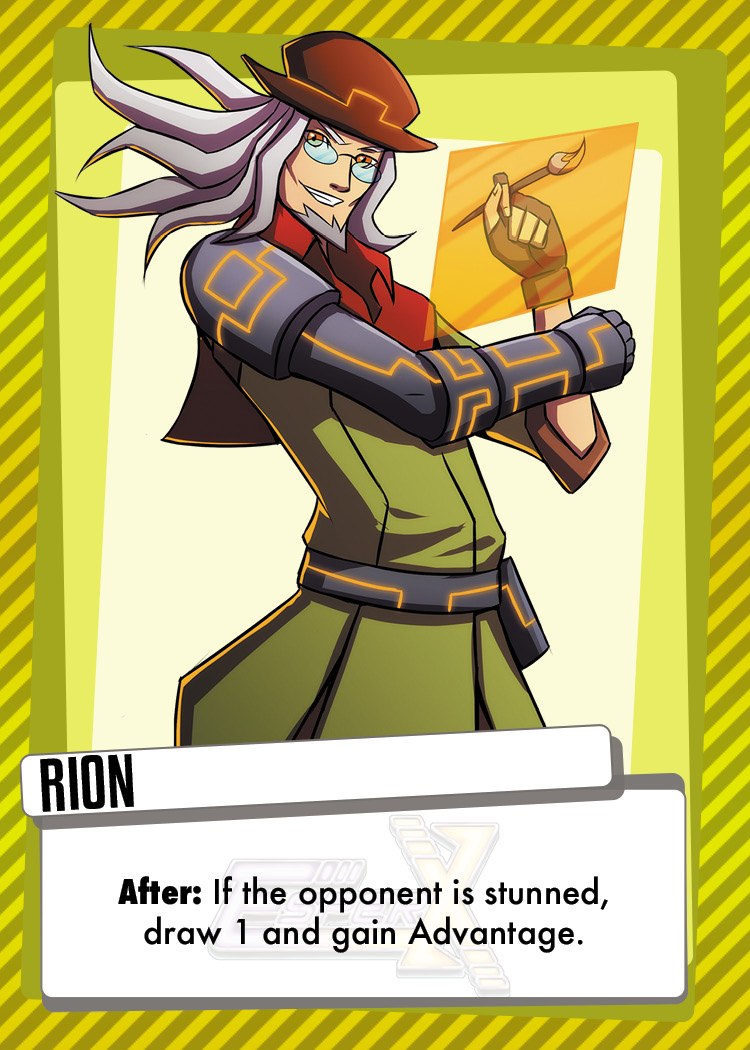 RION
After: If the opponent is stunned,
draw 1 and gain Advantage.